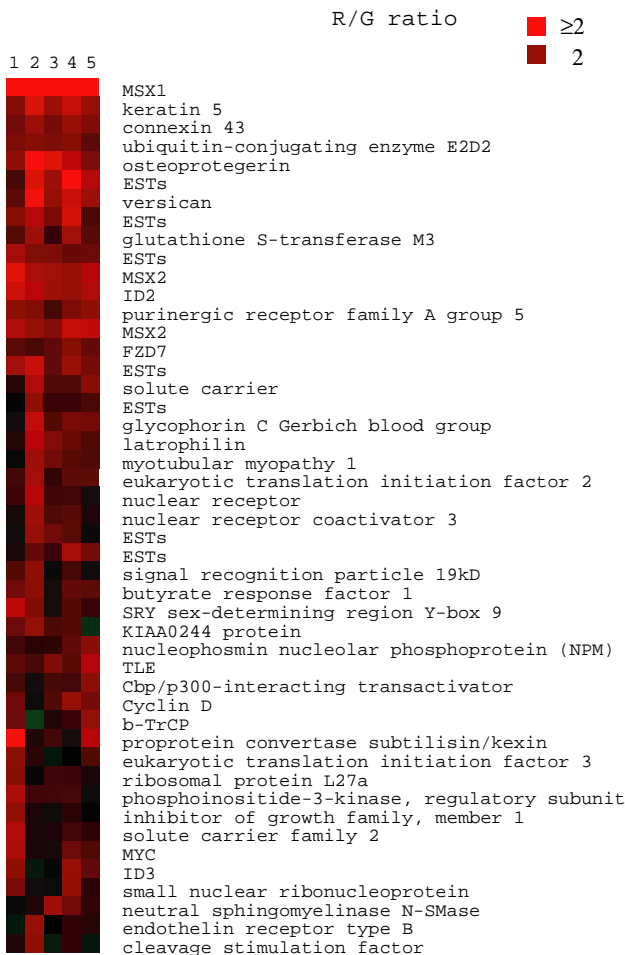 R/G ratio
≥2
2
1 2 3 4 5
MSX1
keratin 5
connexin 43
ubiquitin-conjugating enzyme E2D2
osteoprotegerin
ESTs
versican
ESTs
glutathione S-transferase M3
ESTs
MSX2
ID2
purinergic receptor family A group 5
MSX2
FZD7
ESTs
solute carrier
ESTs
glycophorin C Gerbich blood group
latrophilin
myotubular myopathy 1
eukaryotic translation initiation factor 2
nuclear receptor
nuclear receptor coactivator 3
ESTs
ESTs
signal recognition particle 19kD
butyrate response factor 1
SRY sex-determining region Y-box 9
KIAA0244 protein
nucleophosmin nucleolar phosphoprotein (NPM)
TLE
Cbp/p300-interacting transactivator
Cyclin D
b-TrCP
proprotein convertase subtilisin/kexin
eukaryotic translation initiation factor 3
ribosomal protein L27a
phosphoinositide-3-kinase, regulatory subunit
inhibitor of growth family, member 1
solute carrier family 2
MYC
ID3
small nuclear ribonucleoprotein
neutral sphingomyelinase N-SMase
endothelin receptor type B
cleavage stimulation factor